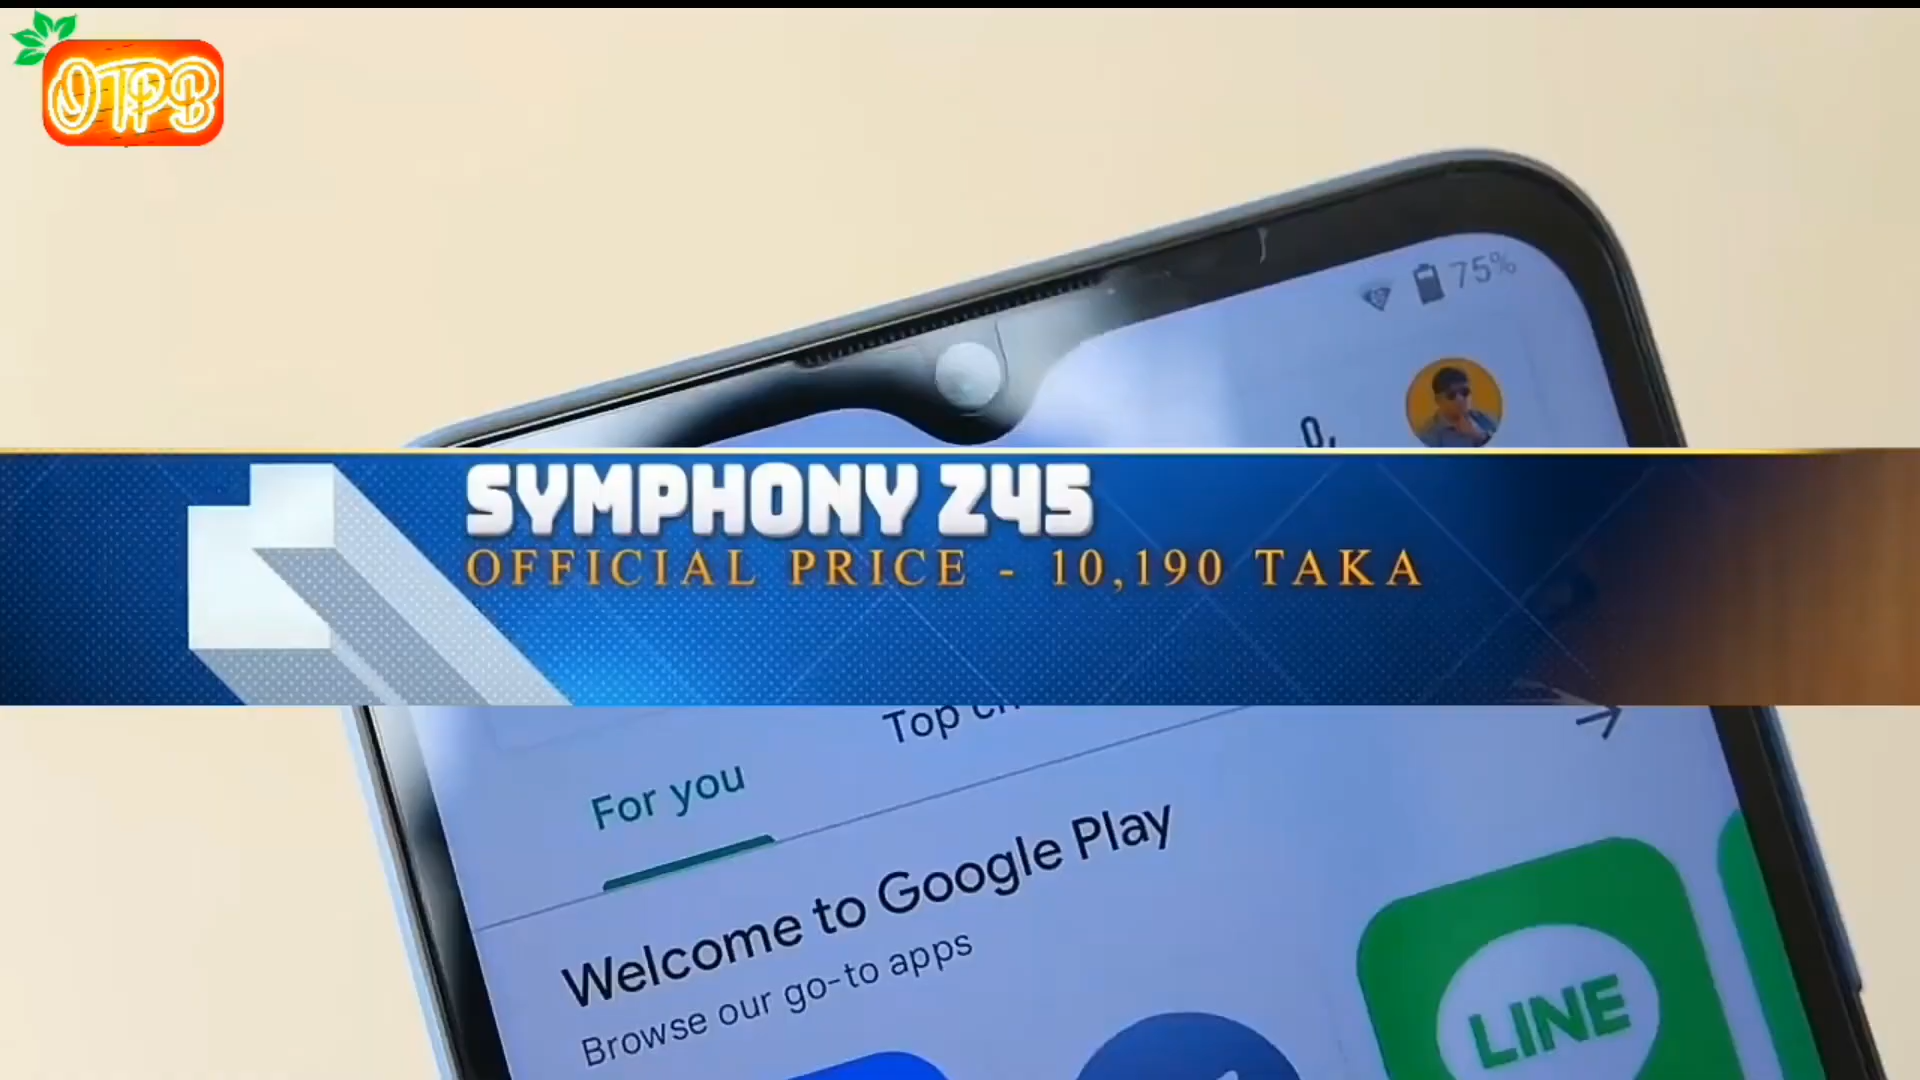 OTPB
75%
SYMPHONY Z45
OFFICIAL PRICE - 10,190 TAKA
Top
For you
Welcome to Google Play
Browse our go-to apps
LINE